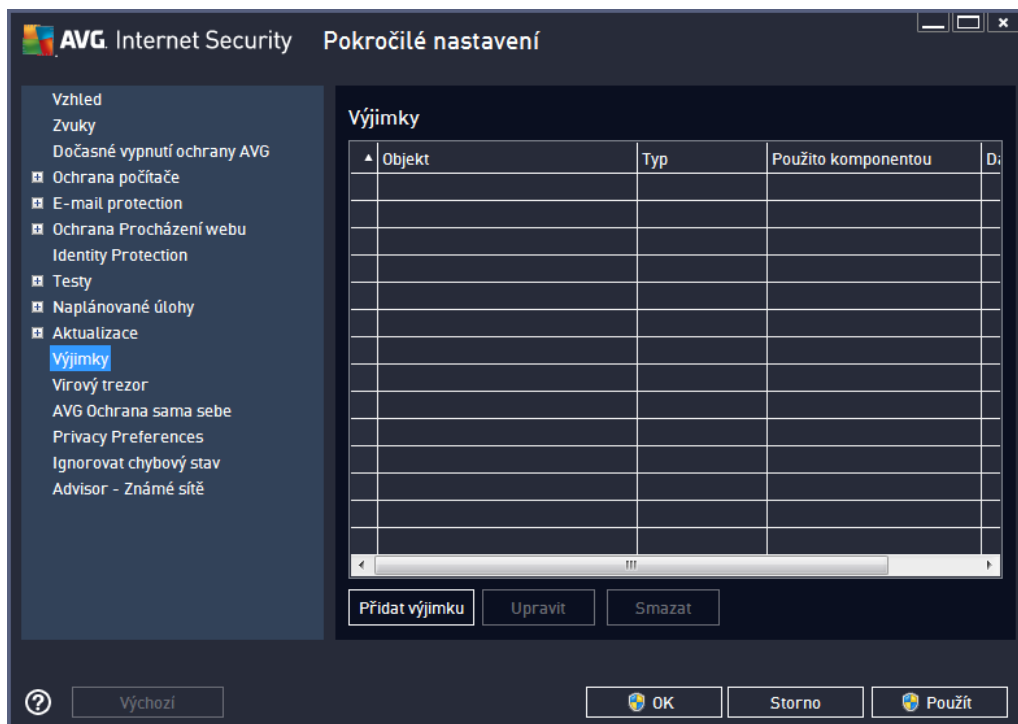 AVG. Internet Security Pokročilé nastavení
Vzhled
Zvuky
Dočasné vypnutí ochrany AVG
Ochrana počítače
E-mail protection
Ochrana Procházení webu
Identity Protection
Testy
Naplánované úlohy
Aktualizace
Výjimky
Virový trezor
AVG Ochrana sama sebe
Privacy Preferences
Ignorovat chybový stav
Advisor - Známé sítě
Výjimky
Objekt Typ Použito komponentou
Přidat výjimku Upravit Smazat
? Výchozí OK Storno Použít